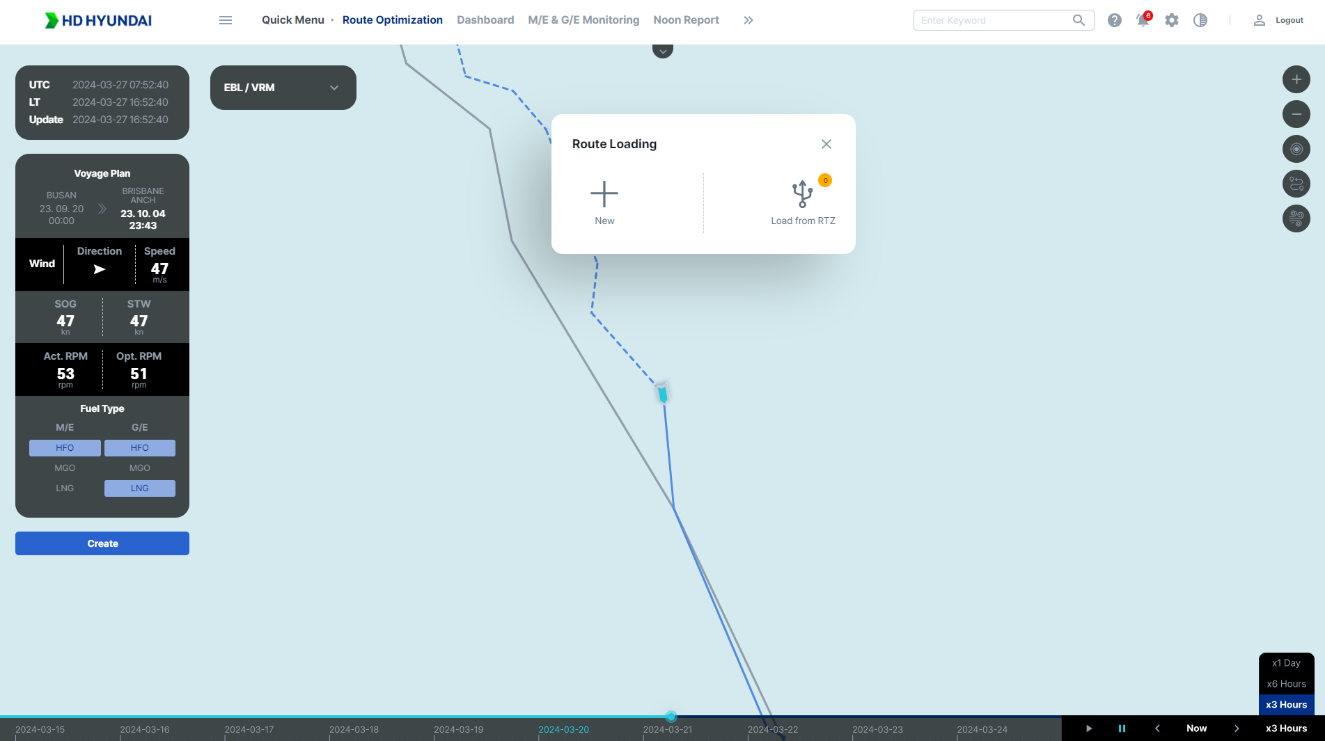 HD HYUNDAI
Quick Menu · Route Optimization Dashboard M/E & G/E Monitoring Noon Report
Enter Keyword
6
Logout
UTC 2024-03-27 07:52:40
LT 2024-03-27 16:52:40
Update 2024-03-27 16:52:40
EBL / VRM
Voyage Plan
BUSAN
23. 09. 20
00:00
BRISBANE
ANCH
23. 10. 04
23:43
Wind
Direction
Speed
47
m/s
SOG
47
kn
STW
47
kn
Act. RPM
53
rpm
Opt. RPM
51
rpm
Fuel Type
M/E G/E
HFO HFO
MGO MGO
LNG LNG
Create
Route Loading
New
0
Load from RTZ
x1 Day
x6 Hours
x3 Hours
2024-03-15 2024-03-16 2024-03-17 2024-03-18 2024-03-19 2024-03-20 2024-03-21 2024-03-22 2024-03-23 2024-03-24
Now
x3 Hours